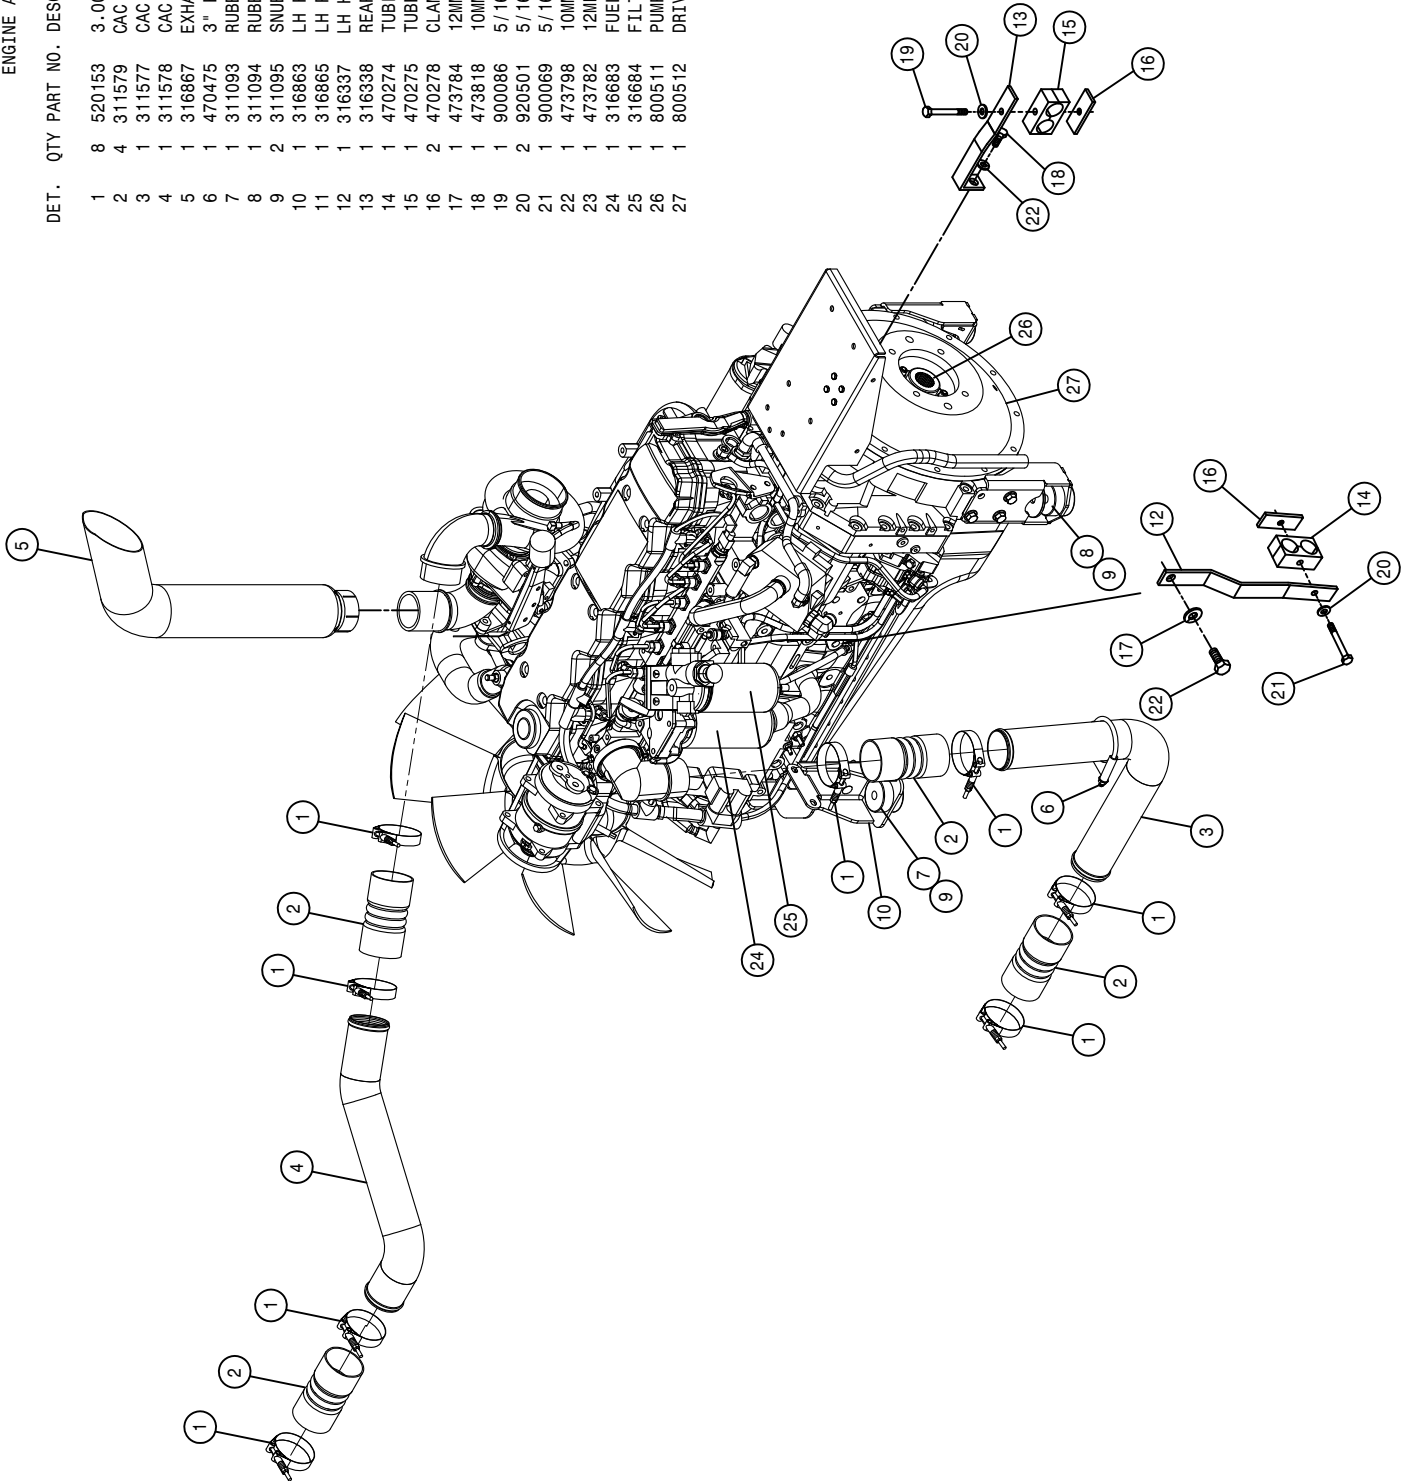 ENGINE A
DET. QTY PART NO. DESC
1 8 520153 3.00
2 4 311579 CAC
3 1 311577 CAC
4 1 311578 CAC
5 1 316867 EXHA
6 1 470475 3"
7 1 311093 RUBB
8 1 311094 RUBB
9 2 311095 SNUB
10 1 316863 LH
11 1 316865 LH
12 1 316337 LH H
13 1 316338 REAR
14 1 470274 TUBE
15 1 470275 TUBE
16 2 470278 CLAM
17 1 473784 12MM
18 1 473818 10MM
19 1 900086 5/16
20 2 920501 5/16
21 1 900069 5/16
22 1 473798 10MM
23 1 473782 12MM
24 1 316683 FUEL
25 1 316684 FILT
26 1 800511 PUMP
27 1 800512 DRIV
19
20
13
15
16
18
22
26
27
5
16
14
12
8
9
20
17
22
21
1
2
1
4
1
2
1
25
24
1
10
7
9
2
1
6
3
1
2
1